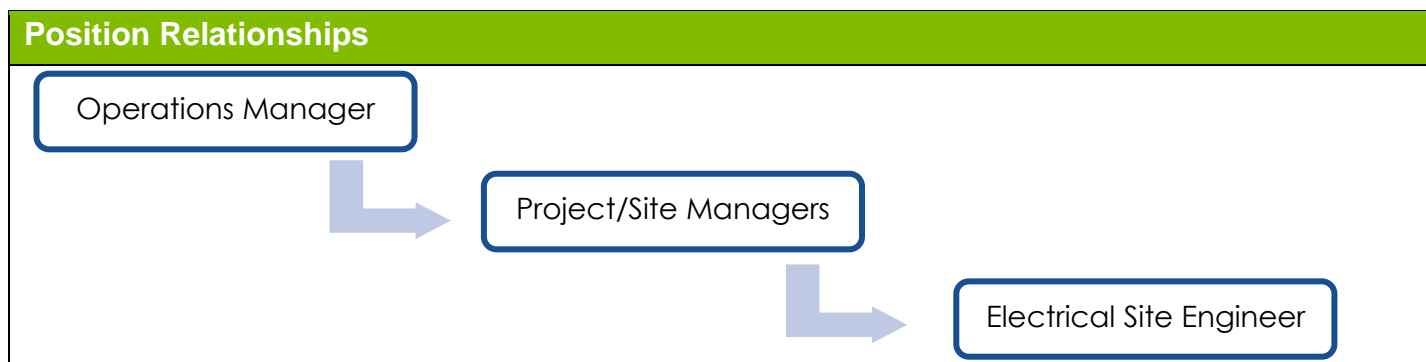 Position Relationships
Operations Manager
Project/Site Managers
Electrical Site Engineer